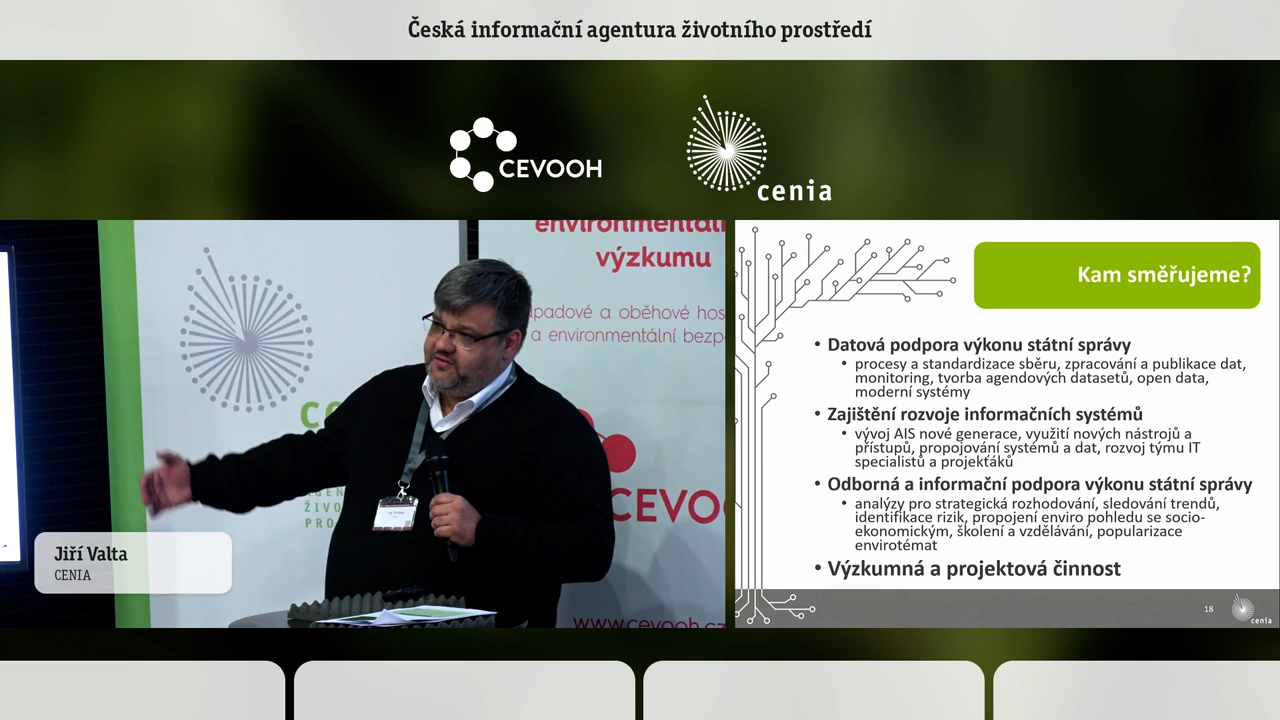 Česká informační agentura životního prostředí
CEVOOH
cenia
environmentáln
výzkumu
a environmentální bezp
CEVOO
www.cevooh.cz
Jiří Valta
CENIA
Kam směřujeme?
• Datová podpora výkonu státní správy
• procesy a standardizace sběru, zpracování a publikace dat,
monitoring, tvorba agendových datasetů, open data,
moderní systémy
• Zajištění rozvoje informačních systémů
• vývoj AIS nové generace, využití nových nástrojů a
přístupů, propojování systémů a dat, rozvoj týmu IT
specialistů a projekťáků
• Odborná a informační podpora výkonu státní správy
• analýzy pro strategická rozhodování, sledování trendů,
identifikace rizik, propojení enviro pohledu se socio-
ekonomickým, školení a vzdělávání, popularizace
envirotémat
• Výzkumná a projektová činnost
18
cenia